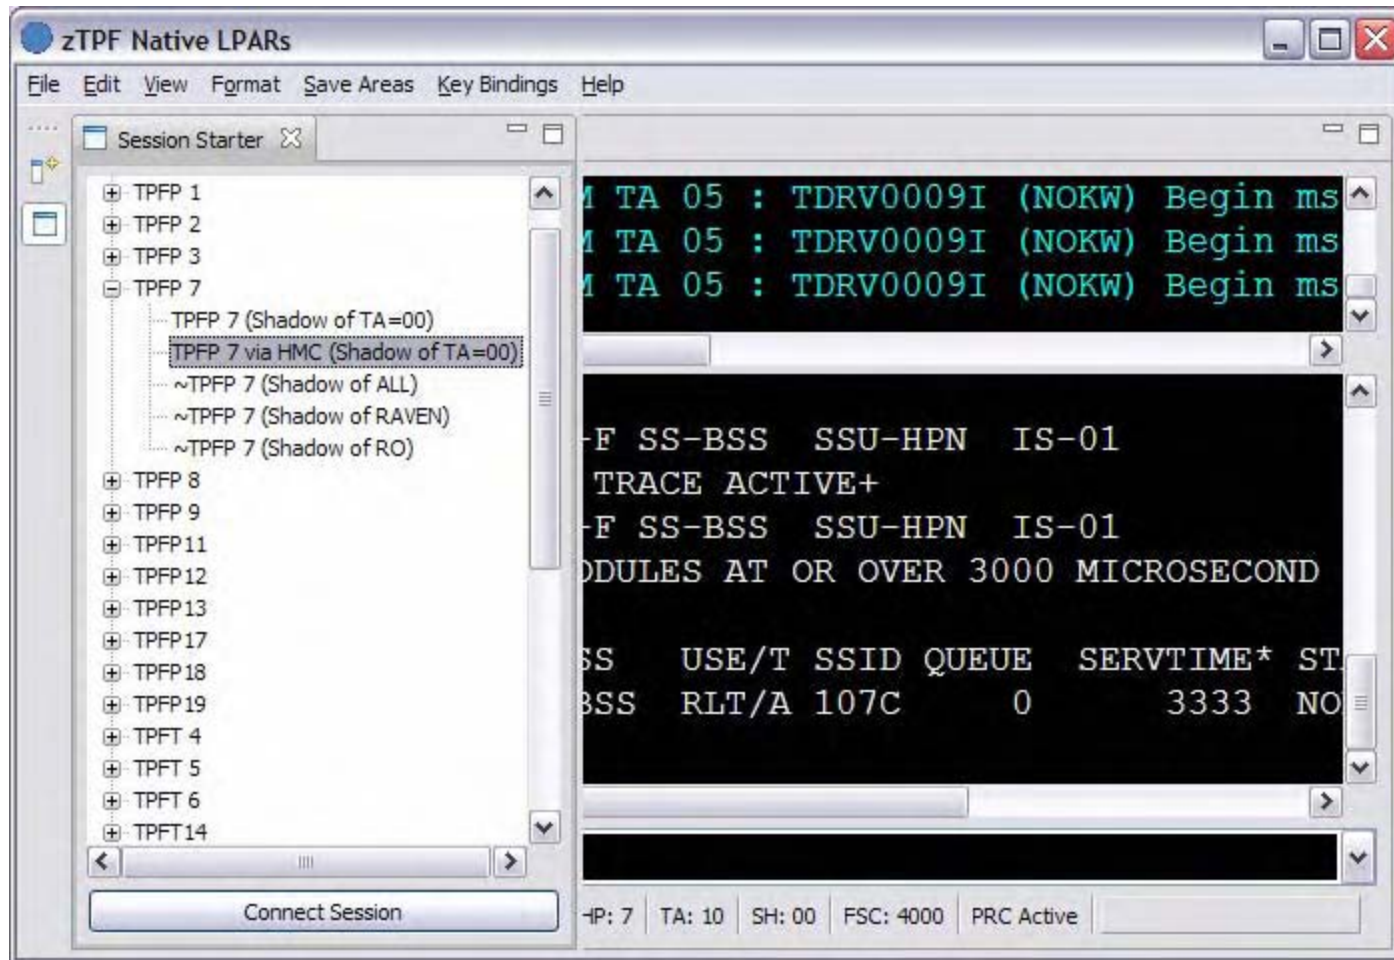 zTPF Native LPARs
File Edit View Format Save Areas Key Bindings Help
Session Starter
TPFP 1
TPFP 2
TPFP 3
TPFP 7
TPFP 7 (Shadow of TA=00)
TPFP 7 via HMC (Shadow of TA=00)
~TPFP 7 (Shadow of ALL)
~TPFP 7 (Shadow of RAVEN)
~TPFP 7 (Shadow of RO)
TPFP 8
TPFP 9
TPFP11
TPFP12
TPFP13
TPFP17
TPFP18
TPFP19
TPFT 4
TPFT 5
TPFT 6
TPFT14
Connect Session
M TA 05 : TDRV0009I (NOKW) Begin ms
M TA 05 : TDRV0009I (NOKW) Begin ms
M TA 05 : TDRV0009I (NOKW) Begin ms
-F SS-BSS SSU-HPN IS-01
TRACE ACTIVE+
-F SS-BSS SSU-HPN IS-01
ODULES AT OR OVER 3000 MICROSECOND
SS USE/T SSID QUEUE SERVTIME* ST
BSS RLT/A 107C 0 3333 NO
HP: 7 TA: 10 SH: 00 FSC: 4000 PRC Active